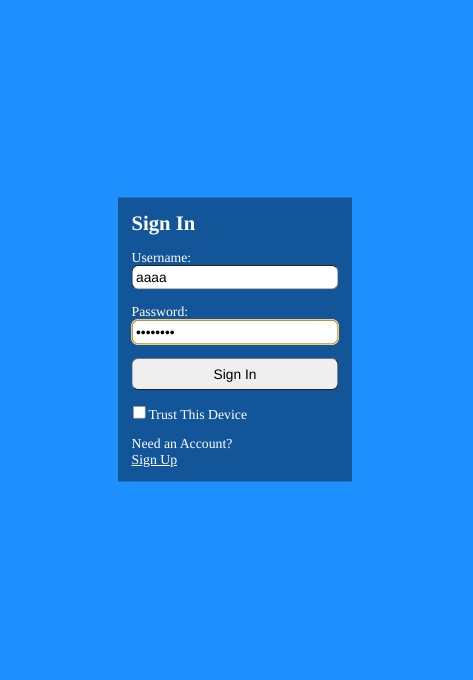 Sign In
Username:
aaaa
Password:
••••••••
Sign In
Trust This Device
Need an Account?
Sign Up